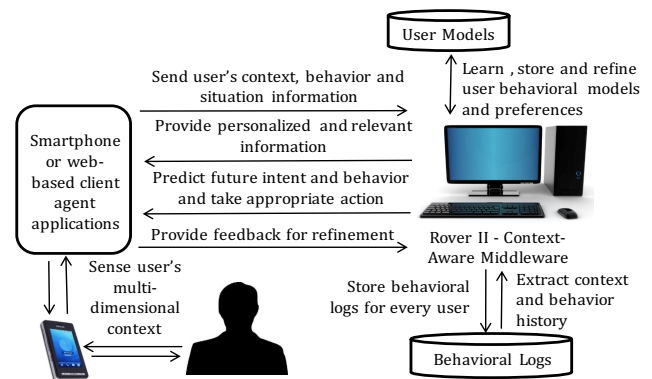 User Models
Learn , store and refine
user behavioral models
and preferences
Send user's context, behavior and
situation information
Provide personalized and relevant
information
Predict future intent and behavior
and take appropriate action
Provide feedback for refinement
Smartphone
or web-
based client
agent
applications
Rover II - Context-
Aware Middleware
Sense user's
multi-
dimensional
context
Store behavioral
logs for every user
Extract context
and behavior
history
Behavioral Logs